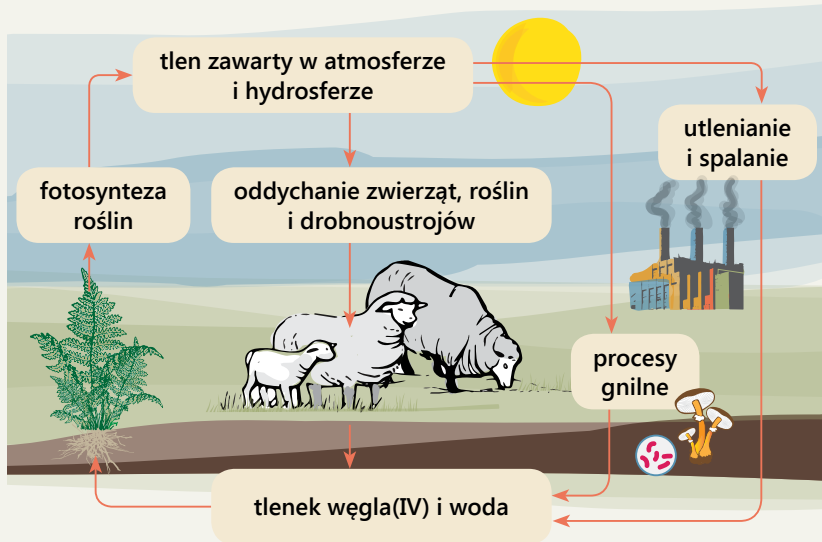 tlen zawarty w atmosferze
i hydrosferze
utlenianie
i spalanie
fotosynteza
roślin
oddychanie zwierząt, roślin
i drobnoustrojów
procesy
gnilne
tlenek węgla(IV) i woda